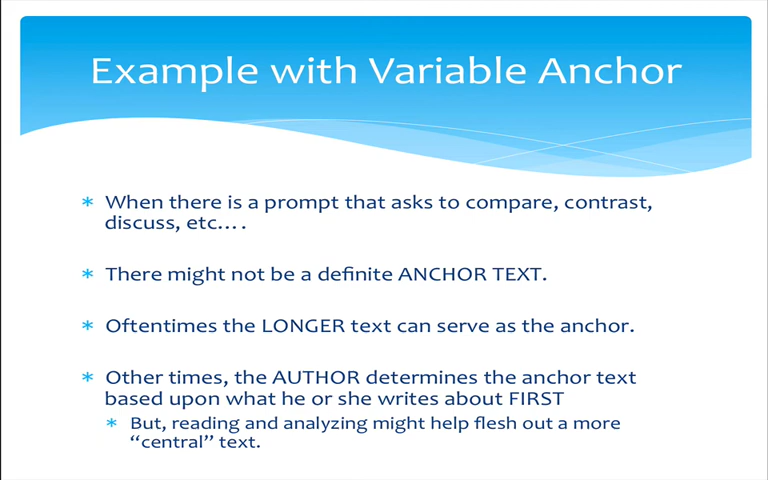 Example with Variable Anchor
* When there is a prompt that asks to compare, contrast,
discuss, etc….
* There might not be a definite ANCHOR TEXT.
* Oftentimes the LONGER text can serve as the anchor.
* Other times, the AUTHOR determines the anchor text
based upon what he or she writes about FIRST
* But, reading and analyzing might help flesh out a more
“central” text.